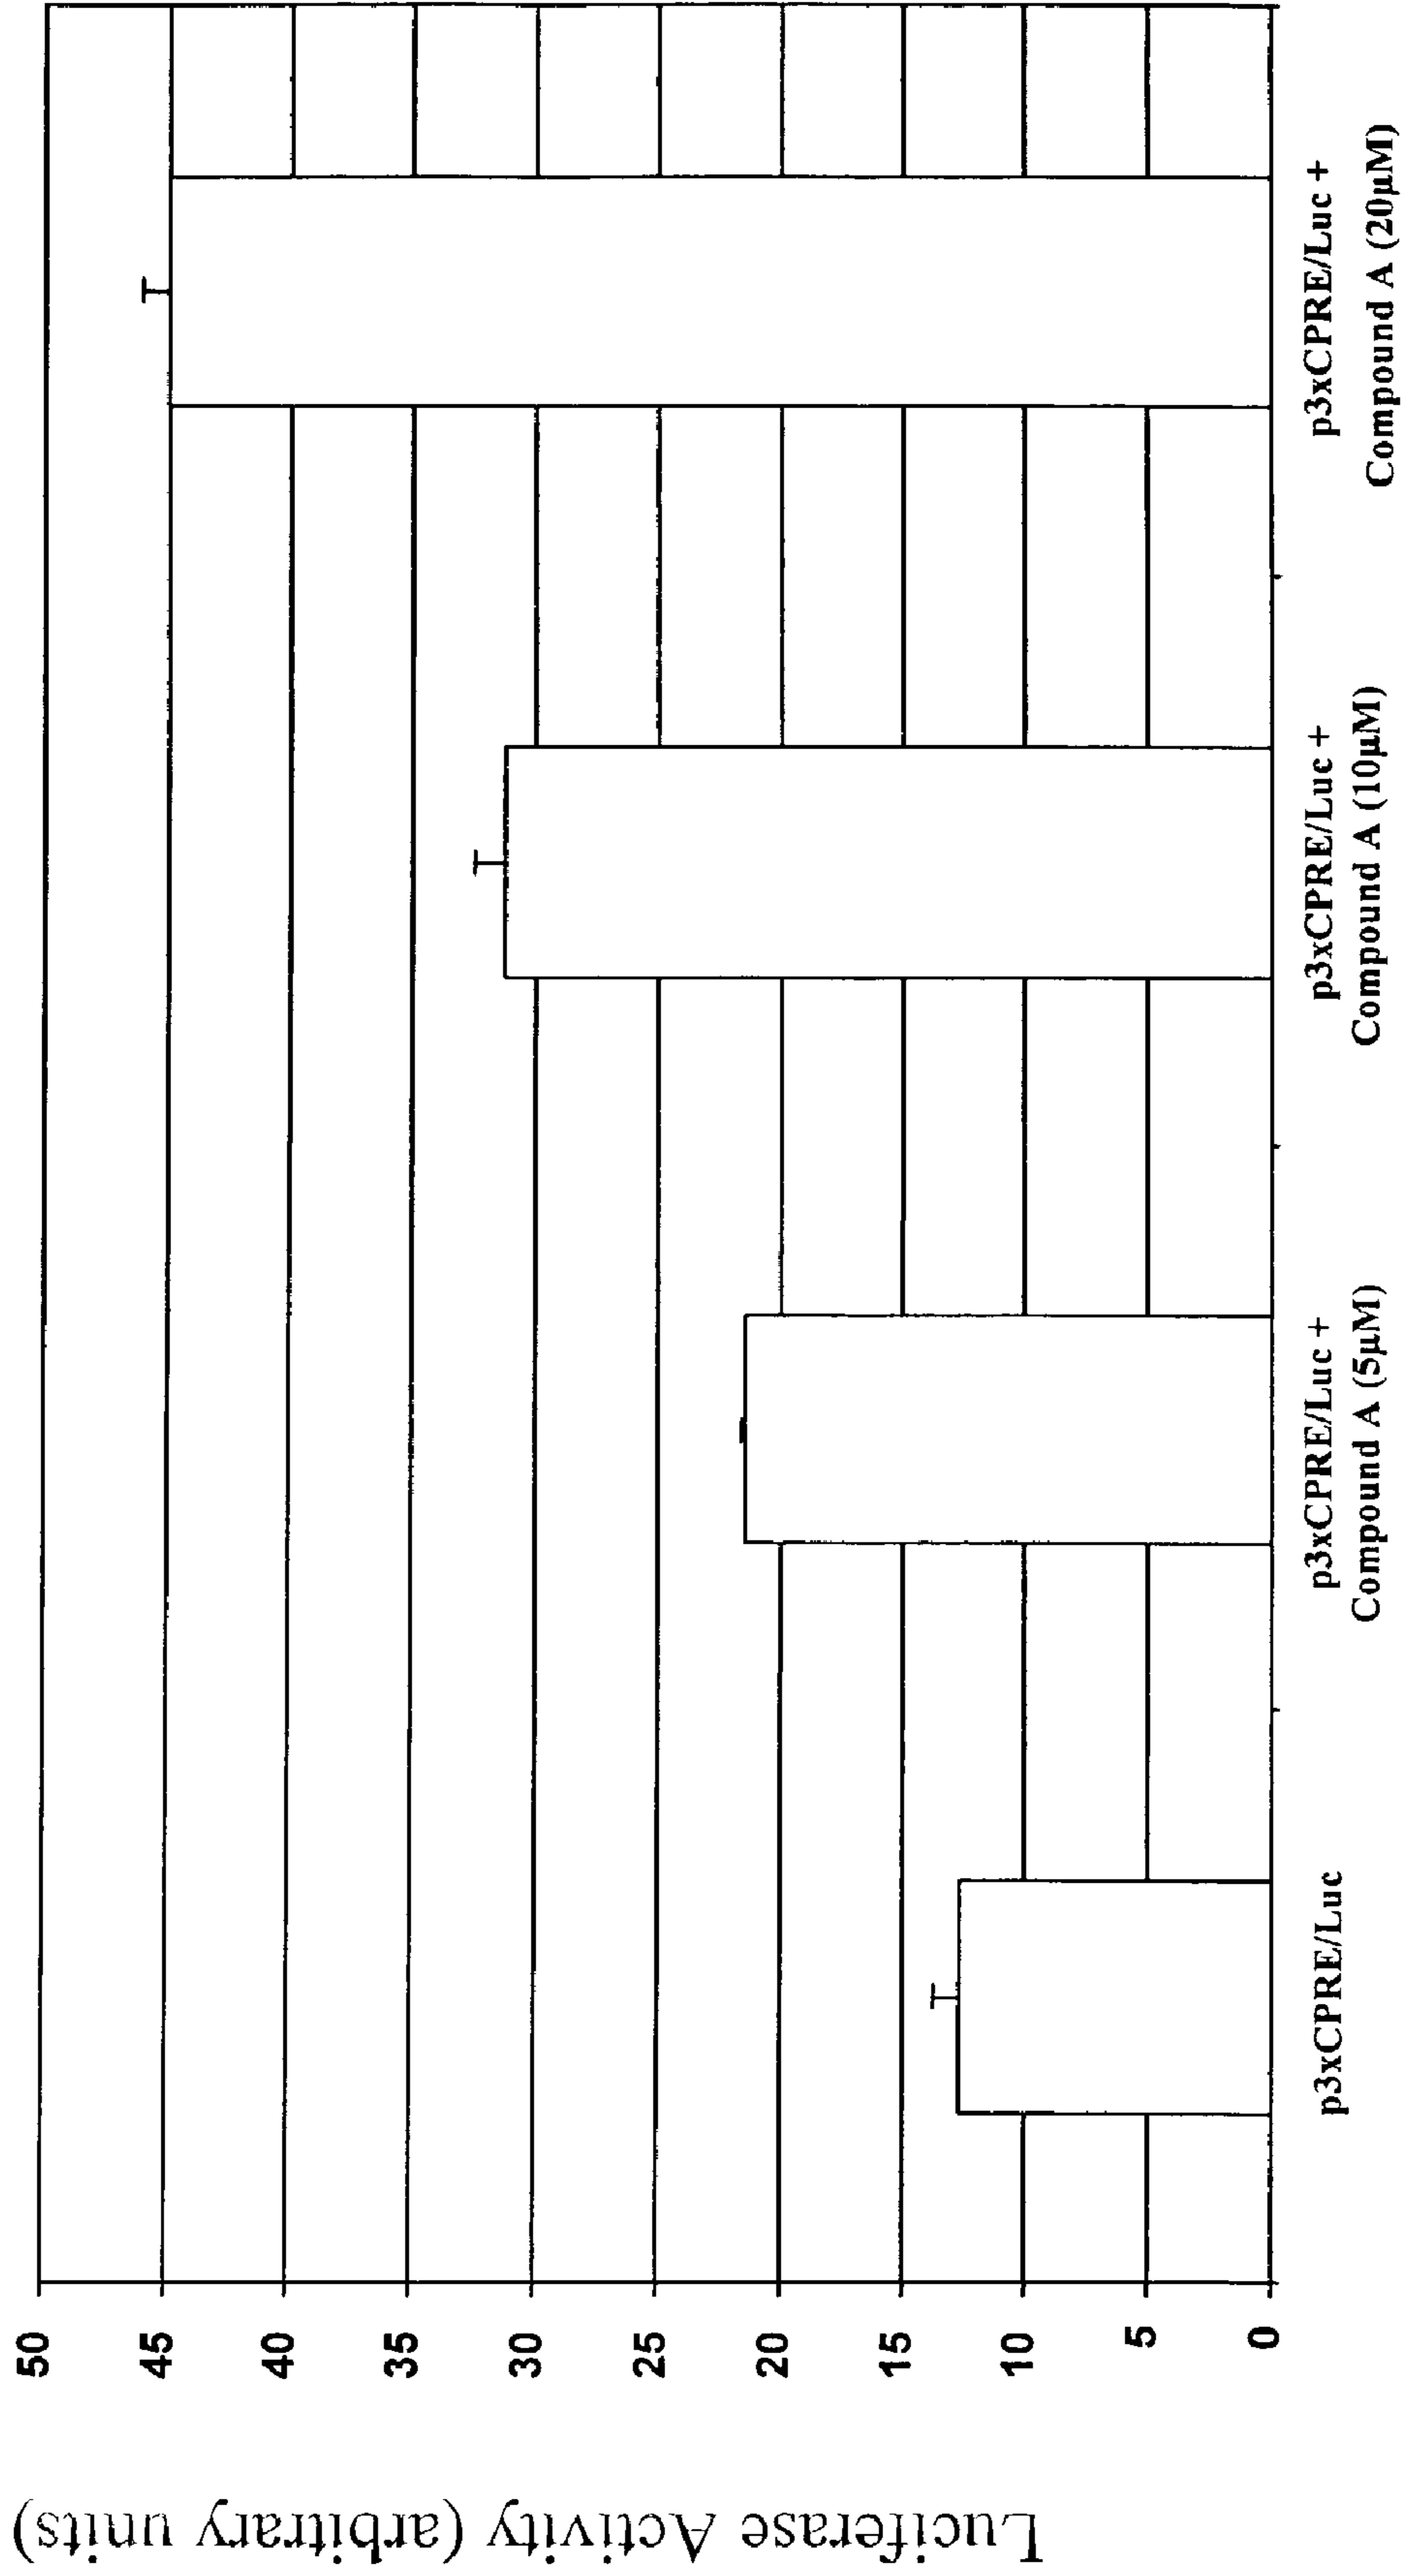 Luciferase Activity (arbitrary units)
50
45
40
35
30
25
20
15
10
5
0
p3xCPRE/Luc
p3xCPRE/Luc +
Compound A (5µM)
p3xCPRE/Luc +
Compound A (10µM)
p3xCPRE/Luc +
Compound A (20µM)